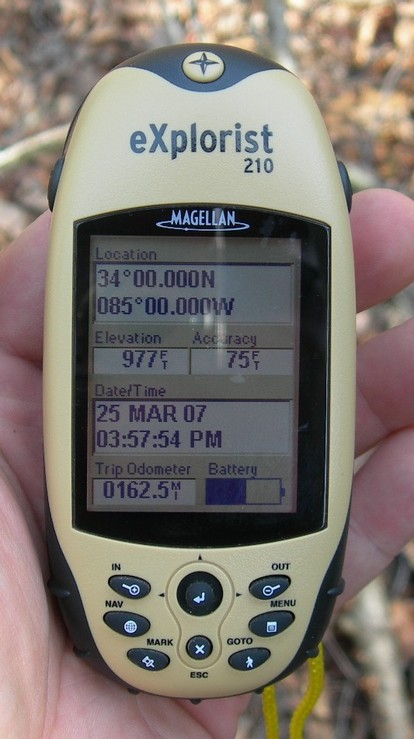 eXplorist
210
MAGELLAN
Location
34°00.000N
085°00.000W
Elevation Accuracy
977FT 75FT
Date/Time
25 MAR 07
03:57:54 PM
Trip Odometer Battery
0162.5MI
IN OUT
NAV MENU
MARK GOTO
ESC